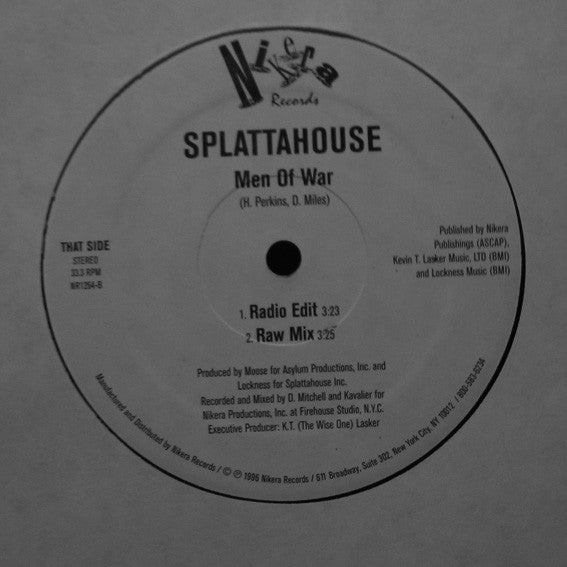 Nikera
Records
SPLATTAHOUSE
Men Of War
(H. Perkins, D. Miles)
THAT SIDE
STEREO
33.3 RPM
NR1264-B
Published by Nikera
Publishings (ASCAP),
Kevin T. Lasker Music, LTD (BMI)
and Lockness Music (BMI)
1. Radio Edit 3:23
2. Raw Mix 3:25
Produced by Moose for Asylum Productions, Inc. and
Lockness for Splattahouse Inc.
Recorded and Mixed by D. Mitchell and Kavalier for
Nikera Productions, Inc. at Firehouse Studio, N.Y.C.
Executive Producer: K.T. (The Wise One) Lasker
Manufactured and Distributed by Nikera Records / © ℗ 1996 Nikera Records / 611 Broadway, Suite 302, New York City, NY 10012 / 800-583-0236